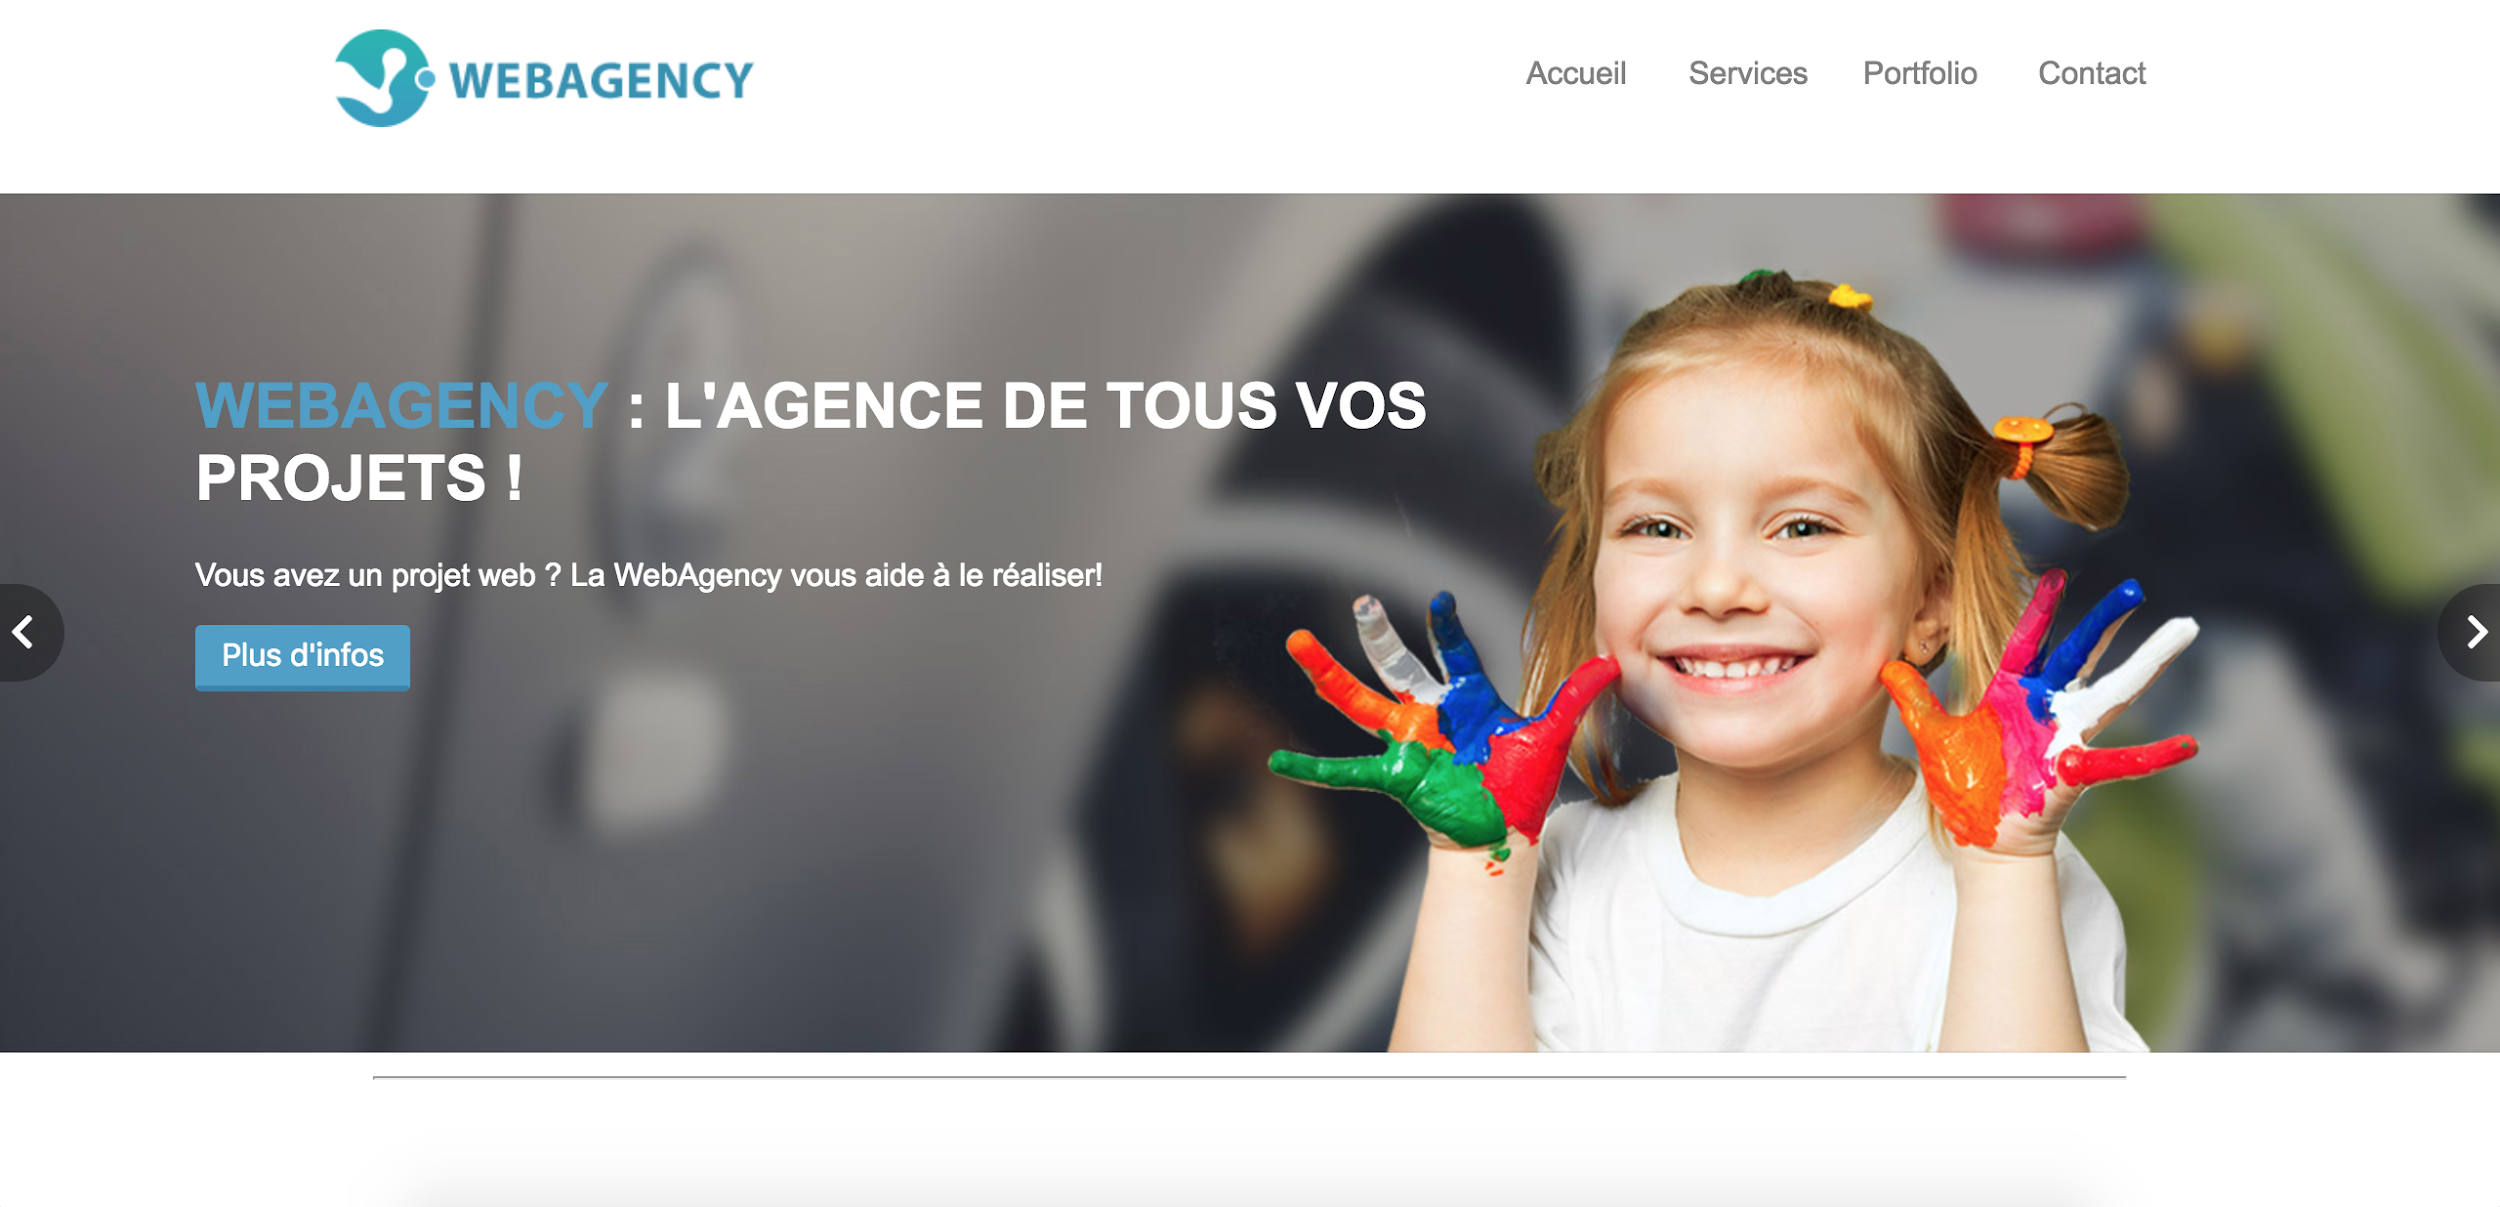 WEBAGENCY
Accueil Services Portfolio Contact
WEBAGENCY : L'AGENCE DE TOUS VOS
PROJETS !
Vous avez un projet web ? La WebAgency vous aide à le réaliser!
Plus d'infos